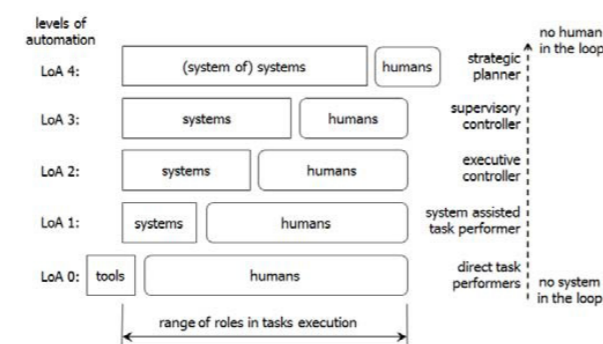 levels of
automation
no human
in the loop
LoA 4:
(system of) systems
humans
strategic
planner
LoA 3:
systems
humans
supervisory
controller
LoA 2:
systems
humans
executive
controller
LoA 1:
systems
humans
system assisted
task performer
LoA 0:
tools
humans
direct task
performers
no system
in the loop
range of roles in tasks execution